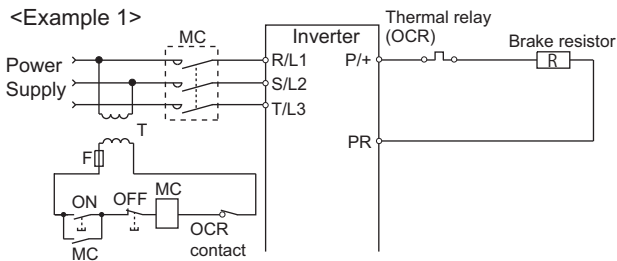 <Example 1>
MC
Inverter
Thermal relay
(OCR)
Brake resistor
Power
Supply
R/L1
S/L2
T/L3
P/+
R
PR
T
F
ON
OFF
MC
MC
OCR
contact